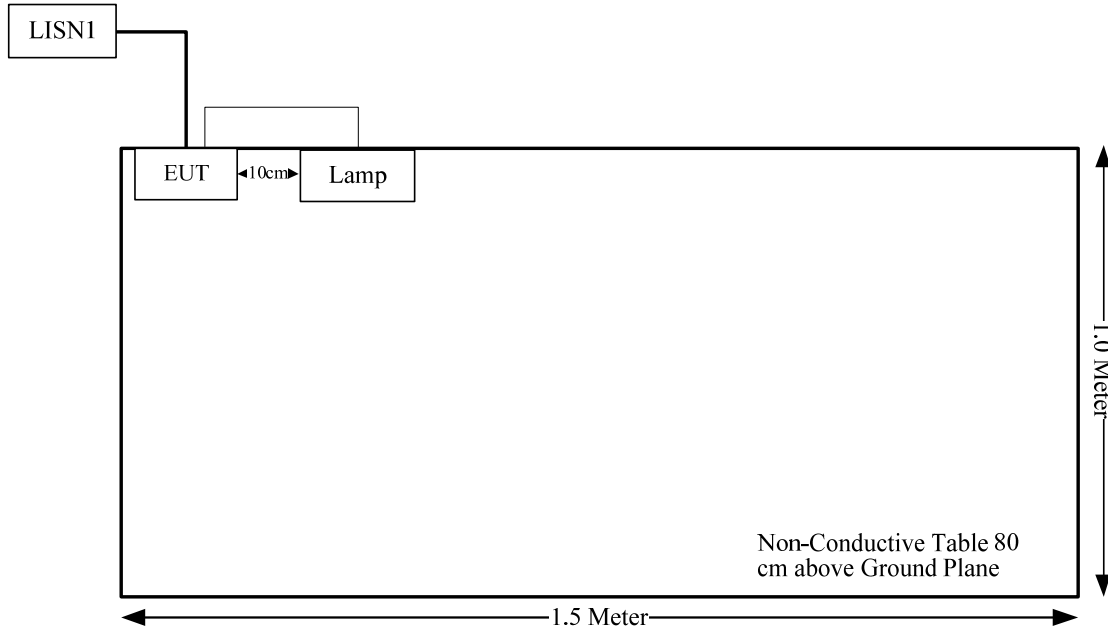 LISN1
EUT
10cm
Lamp
1.0 Meter
Non-Conductive Table 80
cm above Ground Plane
1.5 Meter